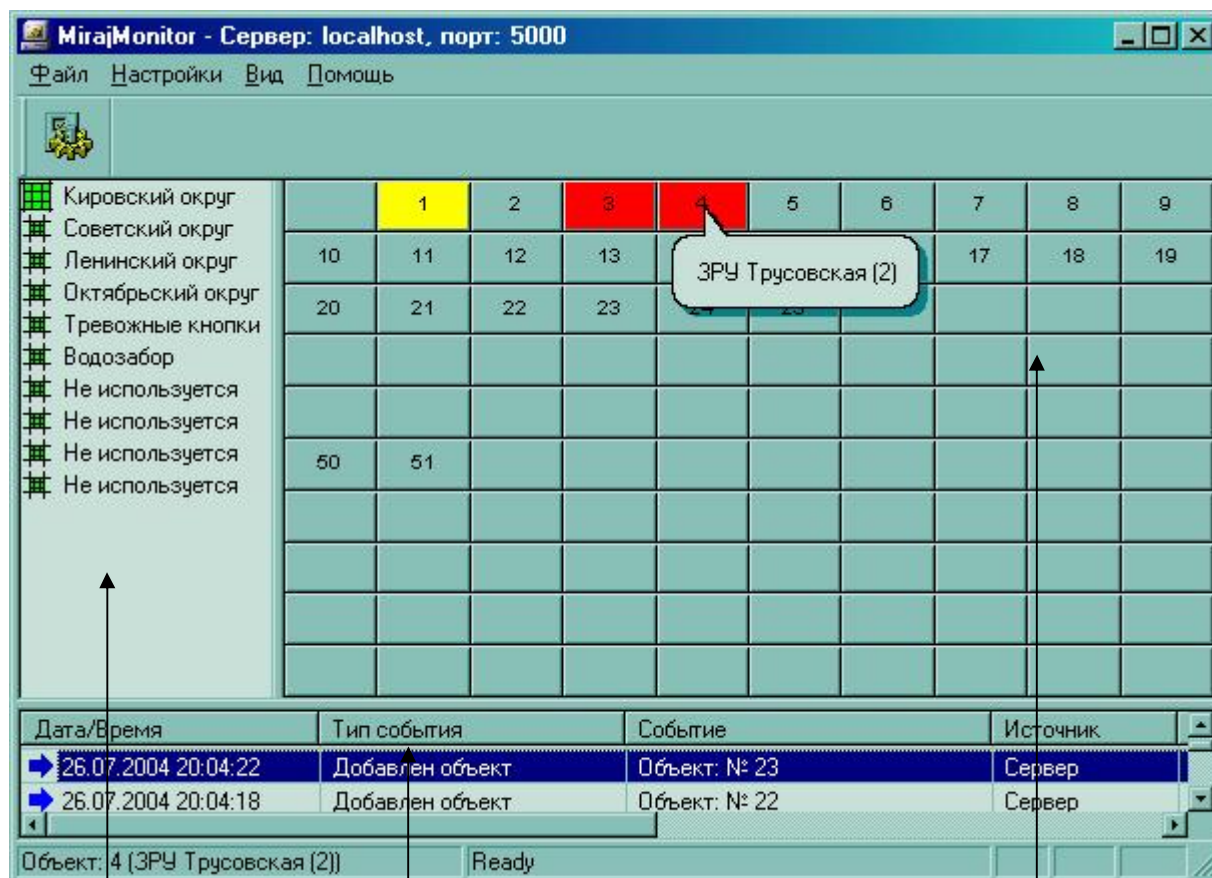 MirajMonitor - Сервер: localhost, порт: 5000
Файл Настройки Вид Помощь
Кировский округ
Советский округ
Ленинский округ
Октябрьский округ
Тревожные кнопки
Водозабор
Не используется
Не используется
Не используется
Не используется
1 2 3 4 5 6 7 8 9
10 11 12 13 17 18 19
ЗРУ Трусовская (2)
20 21 22 23
50 51
Дата/Время Тип события Событие Источник
26.07.2004 20:04:22 Добавлен объект Объект: № 23 Сервер
26.07.2004 20:04:18 Добавлен объект Объект: № 22 Сервер
Объект: 4 (ЗРУ Трусовская (2)) Ready